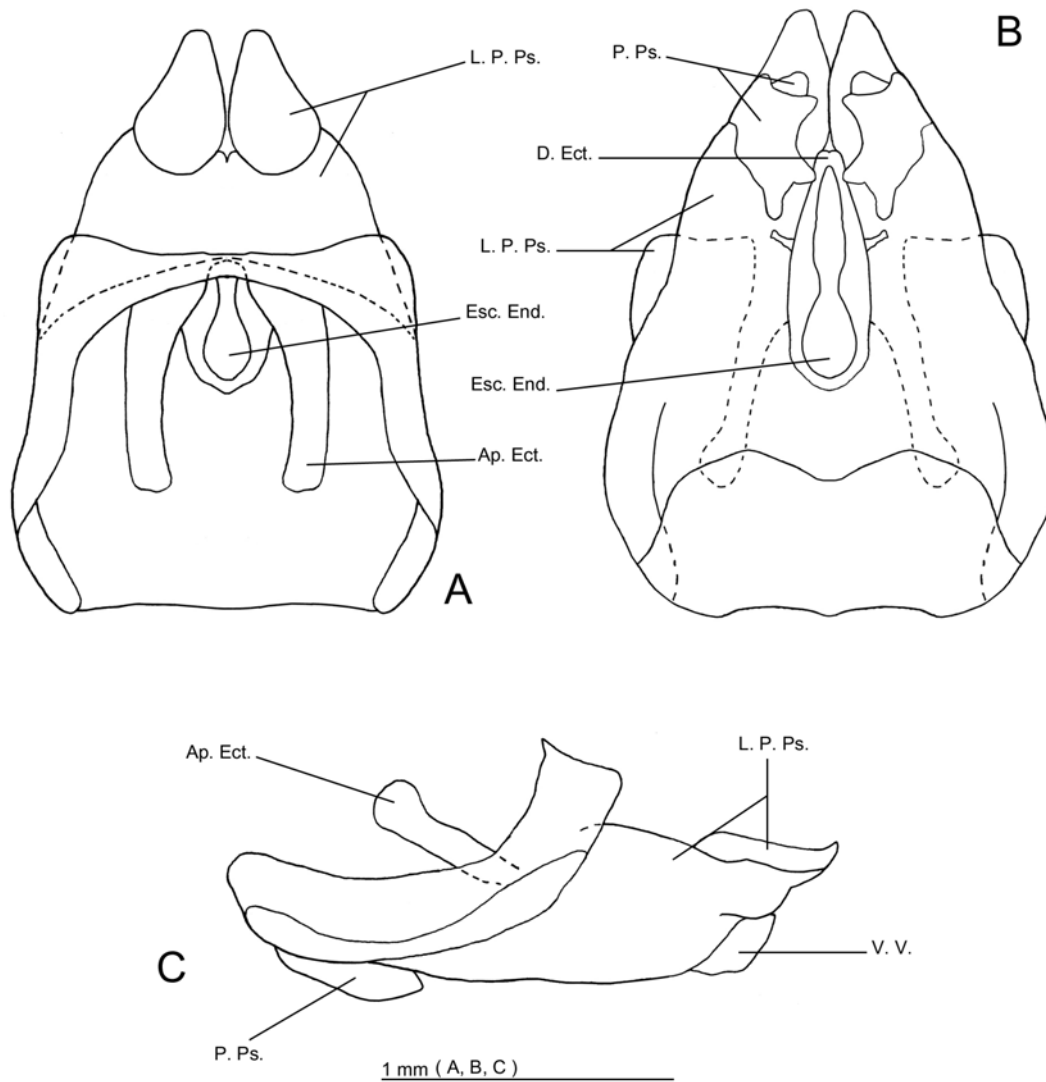 L. P. Ps.
Esc. End.
Ap. Ect.
A
B
P. Ps.
D. Ect.
L. P. Ps.
Esc. End.
Ap. Ect.
L. P. Ps.
V. V.
C
P. Ps.
1 mm ( A, B, C )